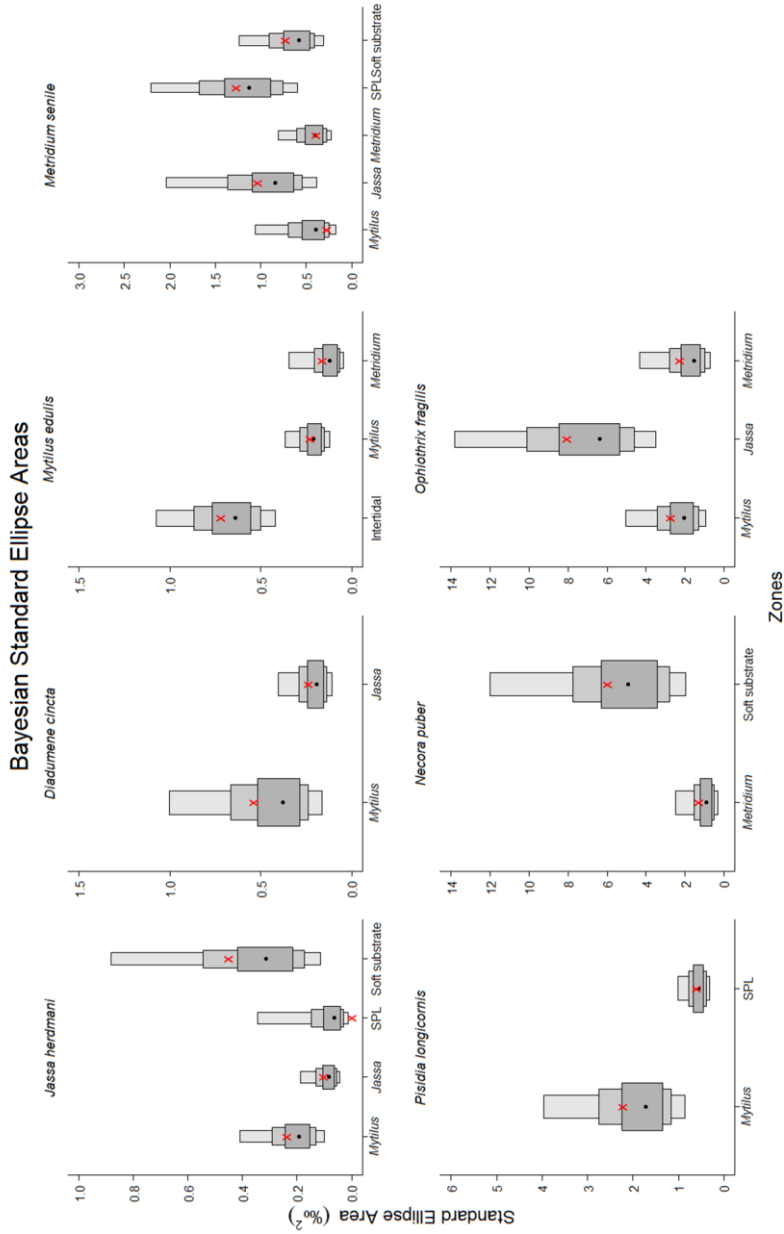 Bayesian Standard Ellipse Areas
Jassa herdmani
Diadumene cincta
Mytilus edulis
Metridium senile
1.0
0.8
0.6
0.4
0.2
0.0
Mytilus
Jassa
SPL
Soft substrate
1.5
1.0
0.5
0.0
Mytilus
Jassa
1.5
1.0
0.5
0.0
Intertidal
Mytilus
Metridium
3.0
2.5
2.0
1.5
1.0
0.5
0.0
Mytilus
Jassa
Metridium
SPL
Soft substrate
Standard Ellipse Area (‰²)
Pisidia longicornis
Necora puber
Ophiothrix fragilis
6
5
4
3
2
1
0
Mytilus
SPL
14
12
10
8
6
4
2
0
Metridium
Soft substrate
14
12
10
8
6
4
2
0
Mytilus
Jassa
Metridium
Zones